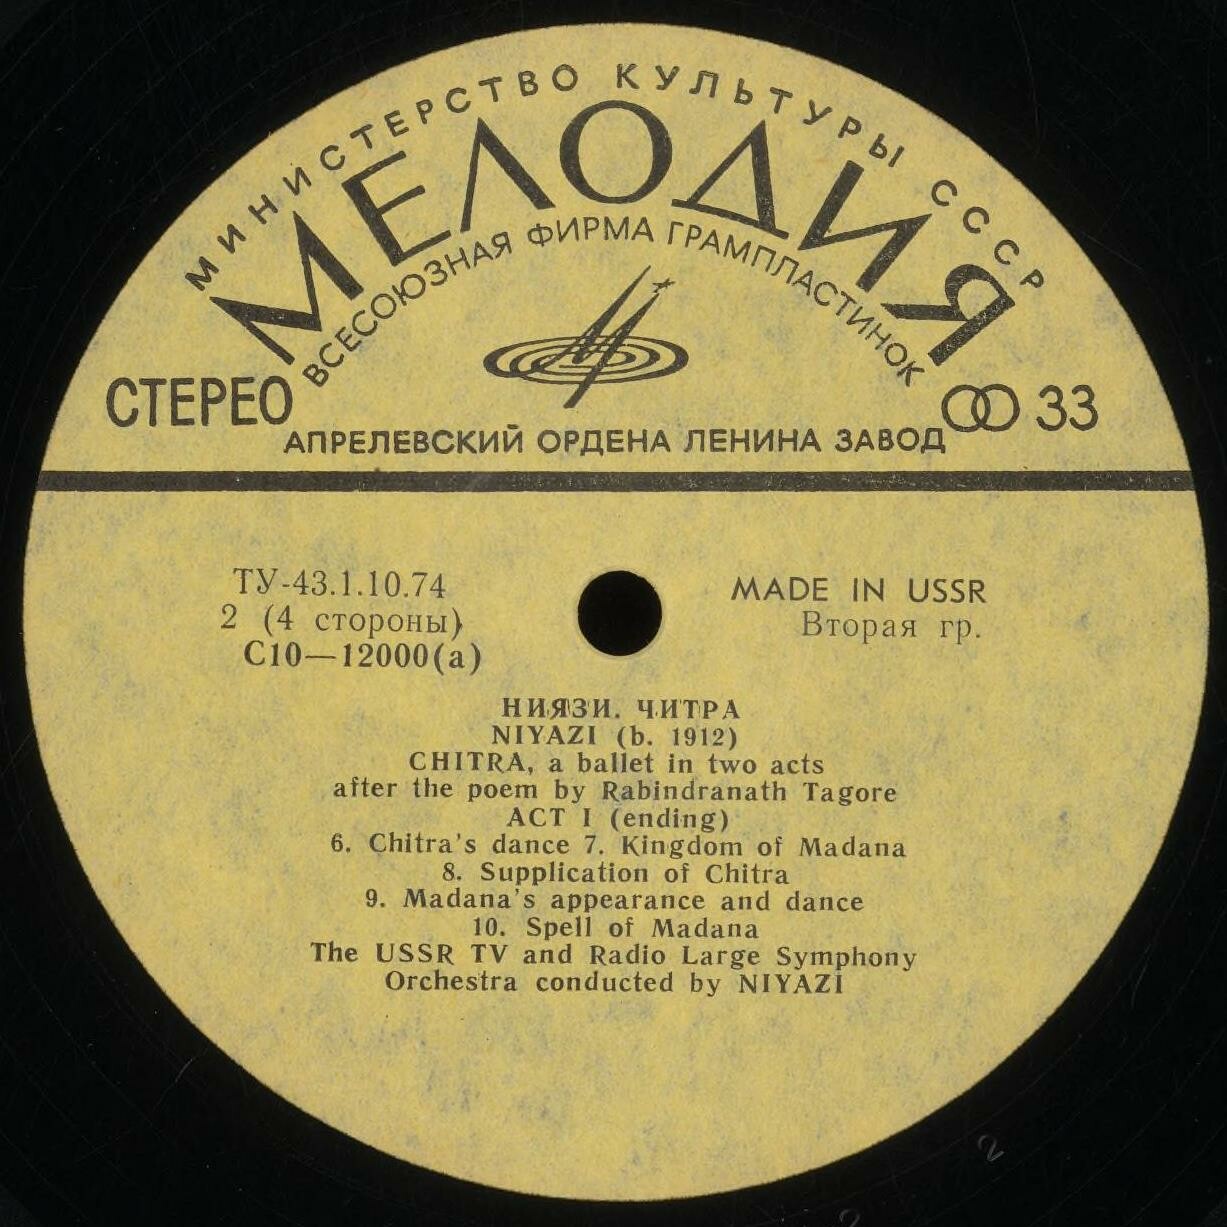 МИНИСТЕРСТВО КУЛЬТУРЫ СССР
МЕЛОДИЯ
ВСЕСОЮЗНАЯ ФИРМА ГРАМПЛАСТИНОК
СТЕРЕО
33
АПРЕЛЕВСКИЙ ОРДЕНА ЛЕНИНА ЗАВОД
ТУ-43.1.10.74
2 (4 стороны)
С10—12000(а)
MADE IN USSR
Вторая гр.
НИЯЗИ. ЧИТРА
NIYAZI (b. 1912)
CHITRA, a ballet in two acts
after the poem by Rabindranath Tagore
ACT I (ending)
6. Chitra's dance 7. Kingdom of Madana
8. Supplication of Chitra
9. Madana's appearance and dance
10. Spell of Madana
The USSR TV and Radio Large Symphony
Orchestra conducted by NIYAZI
2